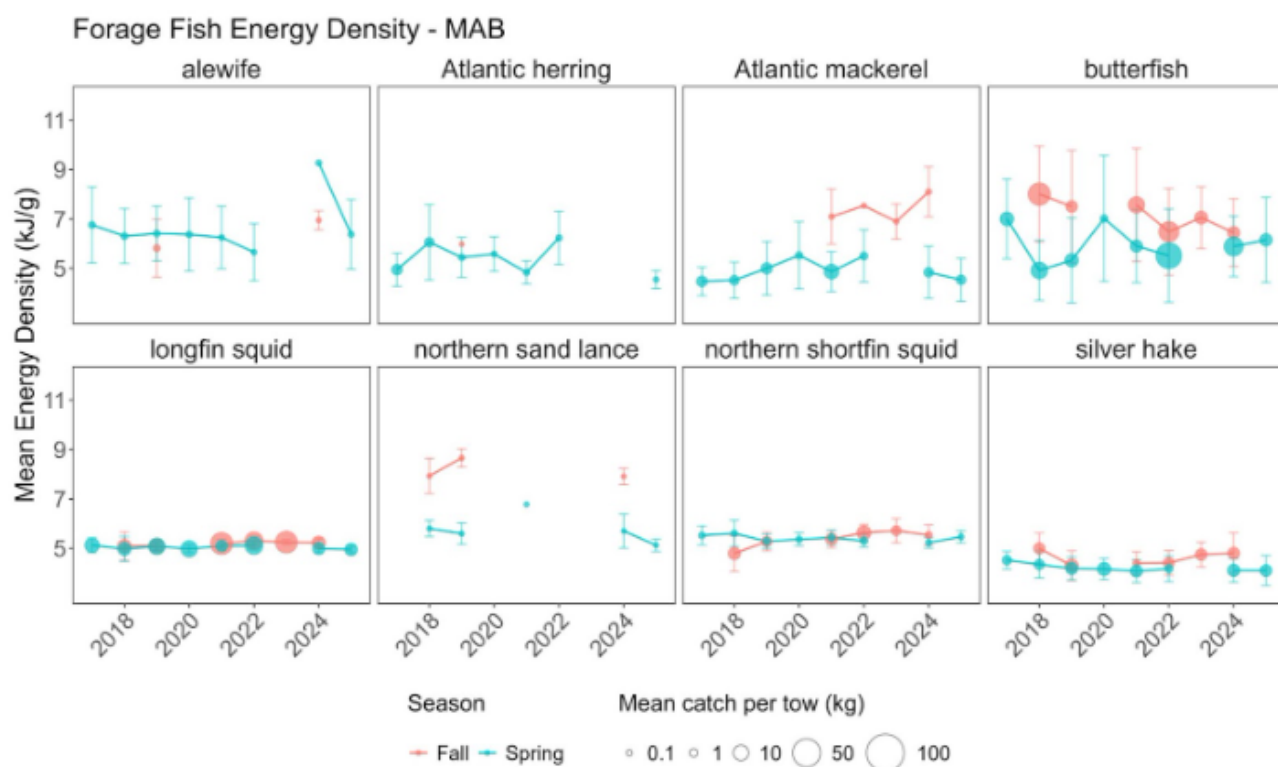 Forage Fish Energy Density - MAB
alewife
Atlantic herring
Atlantic mackerel
butterfish
11
9
7
5
longfin squid
northern sand lance
northern shortfin squid
silver hake
11
9
7
5
Mean Energy Density (kJ/g)
2018
2020
2022
2024
2018
2020
2022
2024
2018
2020
2022
2024
2018
2020
2022
2024
Season
Mean catch per tow (kg)
Fall Spring
0.1 1 10 50 100